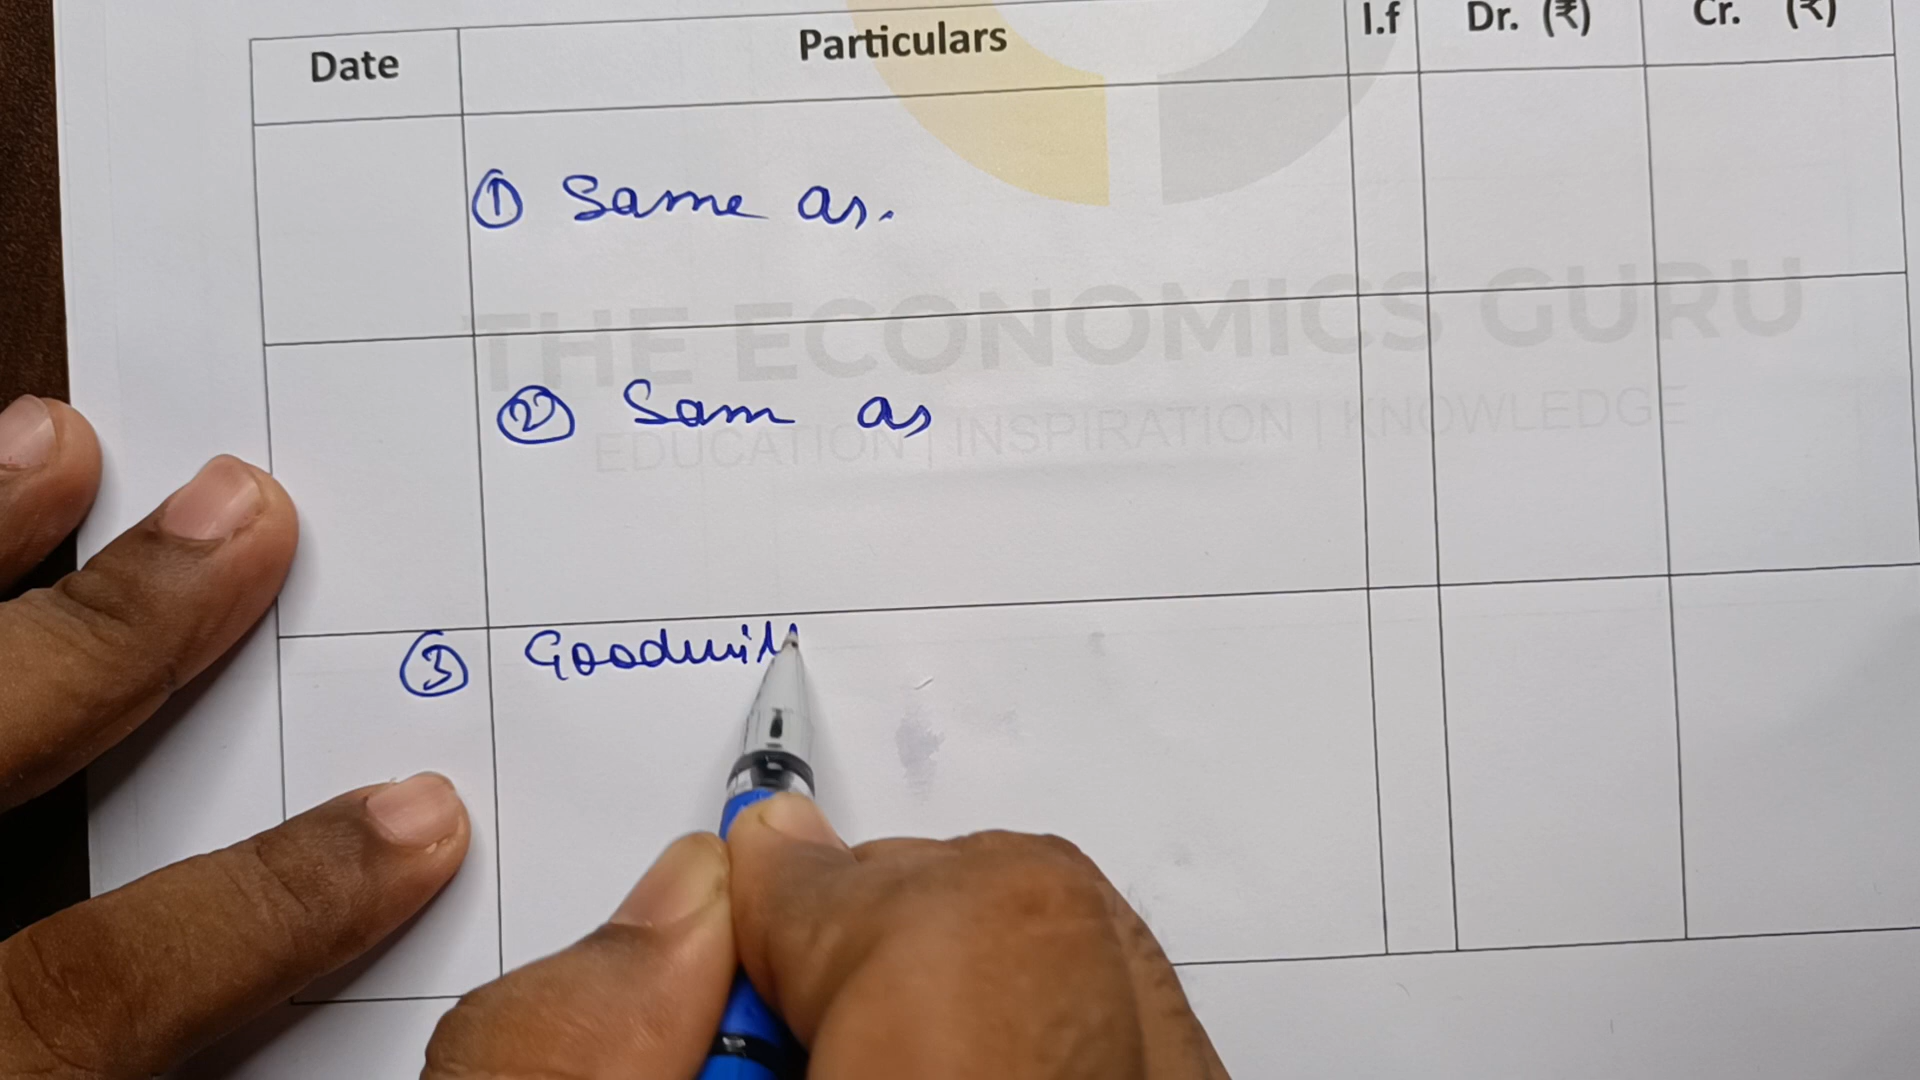 Date Particulars l.f Dr. (₹) Cr. (₹)
① Same as.
THE ECONOMICS GURU
② Sam as
EDUCATION | INSPIRATION | KNOWLEDGE
③ Goodwill